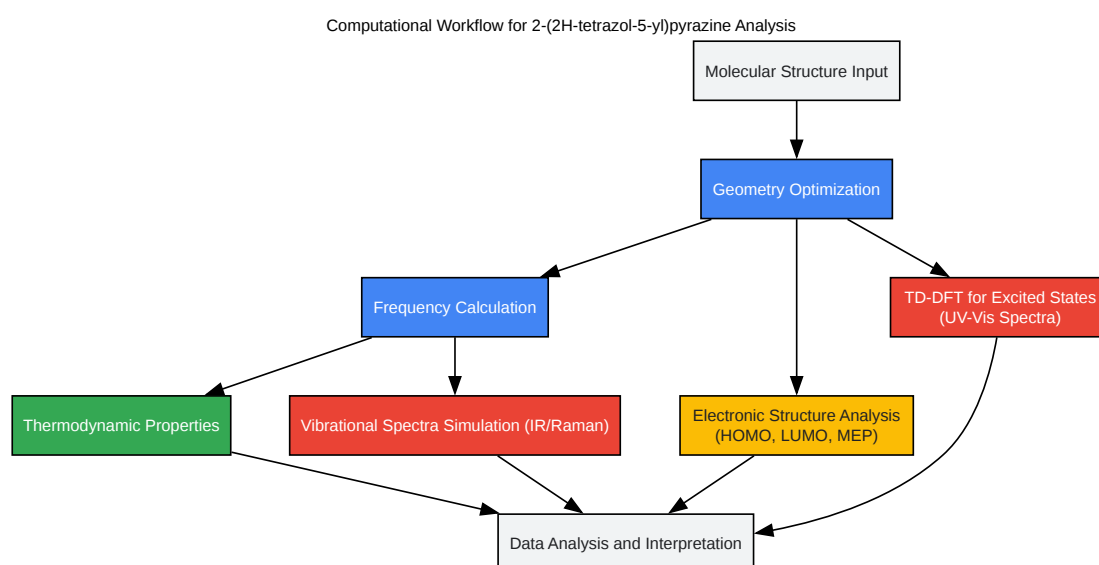 Computational Workflow for 2-(2H-tetrazol-5-yl)pyrazine Analysis
Molecular Structure Input
Geometry Optimization
Frequency Calculation
TD-DFT for Excited States
(UV-Vis Spectra)
Thermodynamic Properties
Vibrational Spectra Simulation (IR/Raman)
Electronic Structure Analysis
(HOMO, LUMO, MEP)
Data Analysis and Interpretation